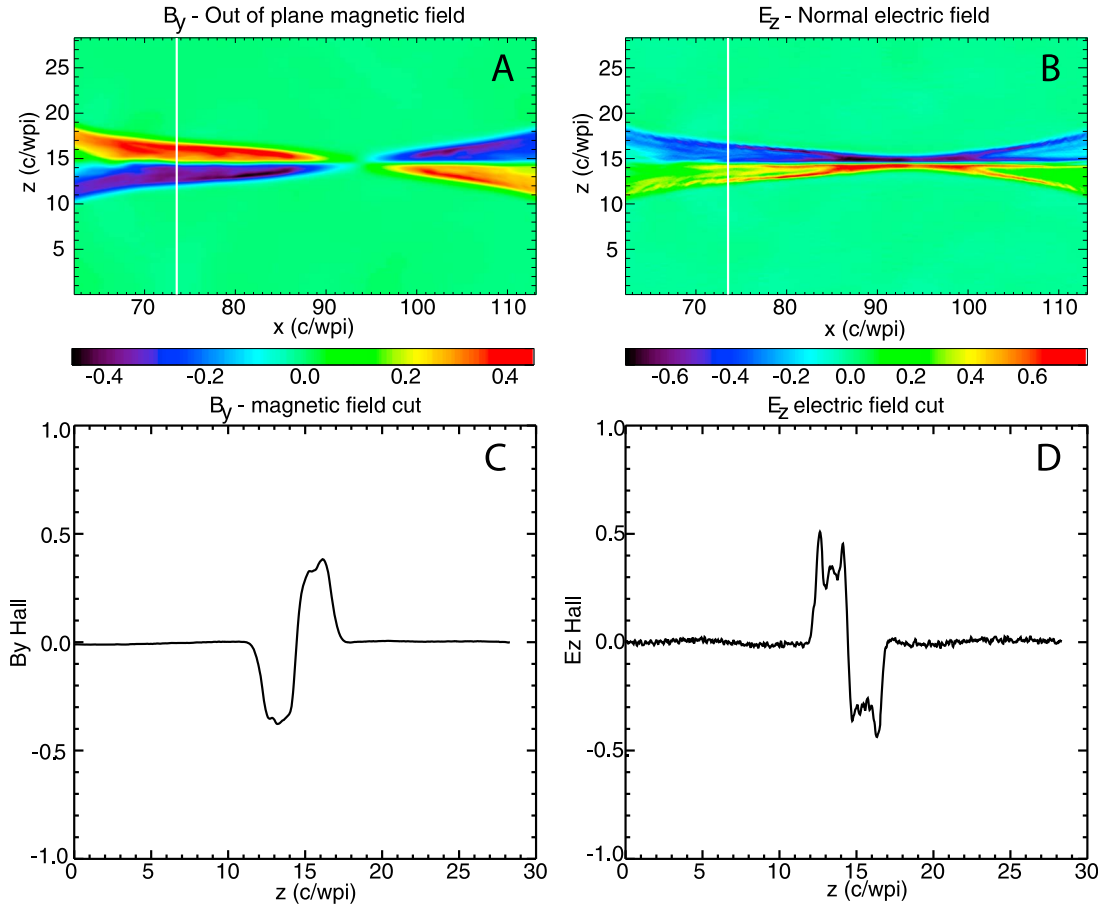 By - Out of plane magnetic field
A
25
20
15
10
5
z (c/wpi)
70 80 90 100 110
x (c/wpi)
-0.4 -0.2 0.0 0.2 0.4
Ez - Normal electric field
B
25
20
15
10
5
z (c/wpi)
70 80 90 100 110
x (c/wpi)
-0.6 -0.4 -0.2 0.0 0.2 0.4 0.6
By - magnetic field cut
C
1.0
0.5
0.0
-0.5
-1.0
By Hall
0 5 10 15 20 25 30
z (c/wpi)
Ez electric field cut
D
1.0
0.5
0.0
-0.5
-1.0
Ez Hall
0 5 10 15 20 25 30
z (c/wpi)